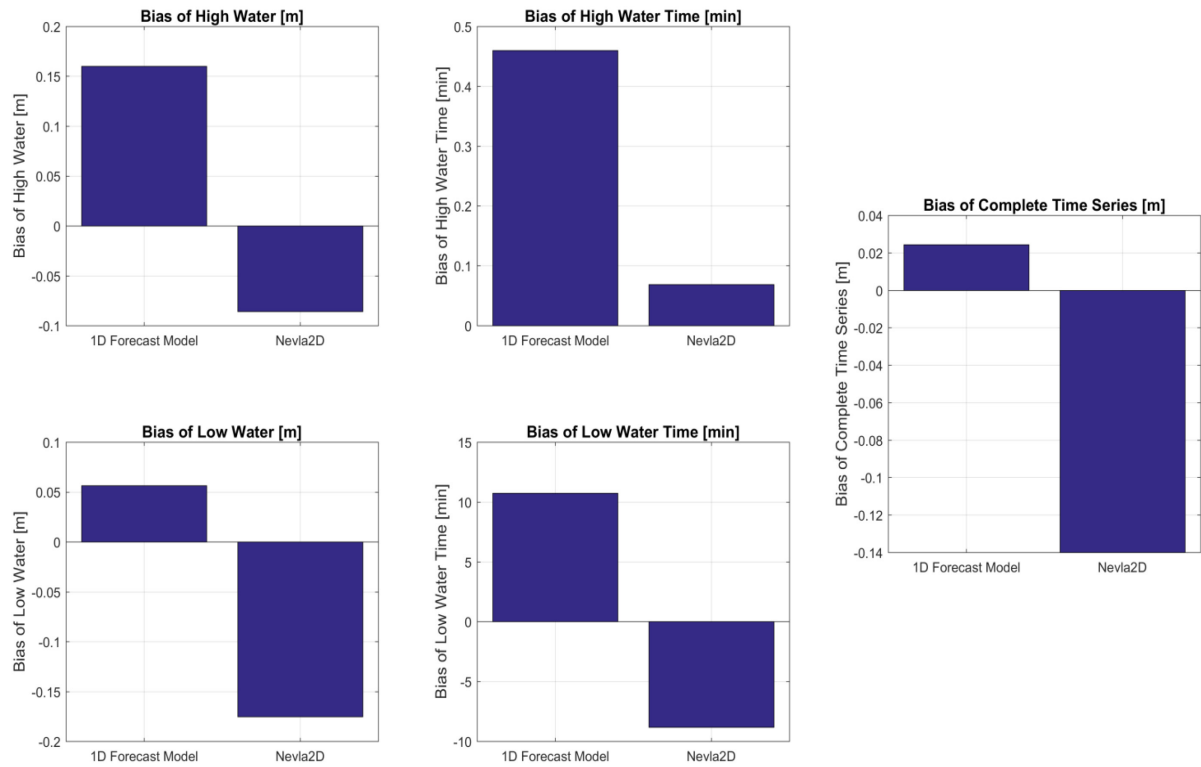 Bias of High Water [m]
Bias of High Water [m]
0.2
0.15
0.1
0.05
0
-0.05
-0.1
1D Forecast Model
Nevla2D
Bias of High Water Time [min]
Bias of High Water Time [min]
0.5
0.4
0.3
0.2
0.1
0
1D Forecast Model
Nevla2D
Bias of Complete Time Series [m]
Bias of Complete Time Series [m]
0.04
0.02
0
-0.02
-0.04
-0.06
-0.08
-0.1
-0.12
-0.14
1D Forecast Model
Nevla2D
Bias of Low Water [m]
Bias of Low Water [m]
0.1
0.05
0
-0.05
-0.1
-0.15
-0.2
1D Forecast Model
Nevla2D
Bias of Low Water Time [min]
Bias of Low Water Time [min]
15
10
5
0
-5
-10
1D Forecast Model
Nevla2D